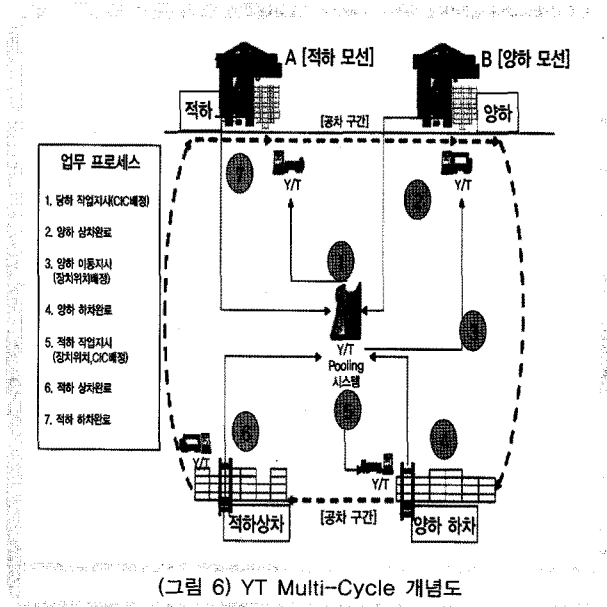 A [적하 모선]
B [양하 모선]
적하
[공차 구간]
양하
업무 프로세스
1. 당하 작업지시(C/C배정)
2. 양하 상차완료
3. 양하 이동지시
(장치위치배정)
4. 양하 하차완료
5. 적하 작업지시
(장치위치,C/C배정)
6. 적하 상차완료
7. 적하 하차완료
7
Y/T
2
Y/T
Y/T
Pooling
시스템
6
5
4
Y/T
Y/T
적하상차
[공차 구간]
양하 하차
(그림 6) YT Multi-Cycle 개념도